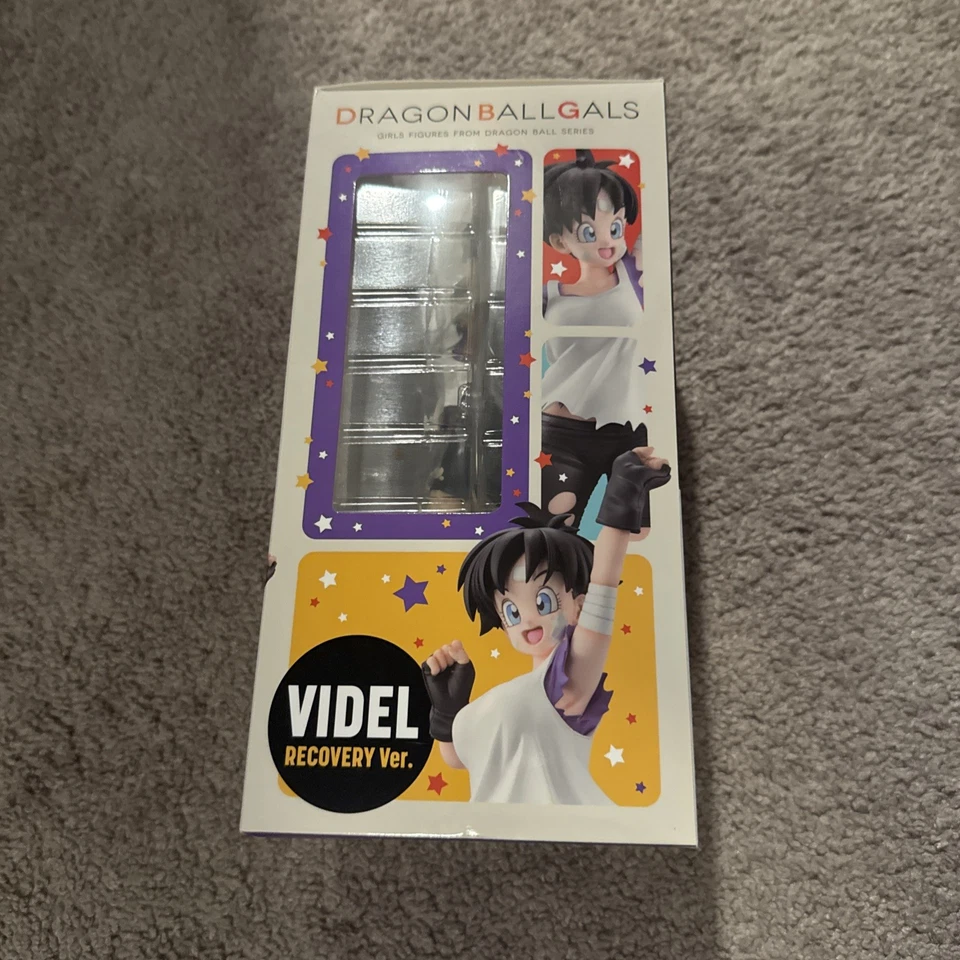 DRAGONBALLGALS
GIRLS FIGURES FROM DRAGON BALL SERIES
VIDEL
RECOVERY Ver.